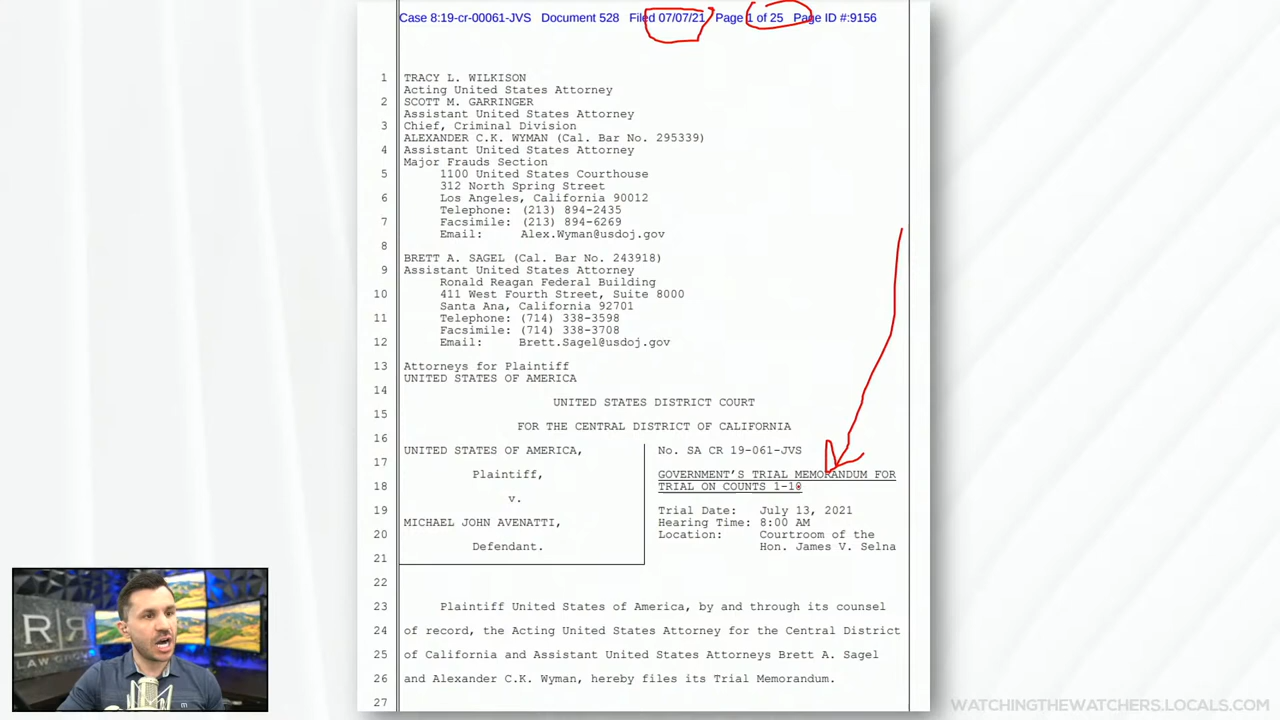 Case 8:19-cr-00061-JVS Document 528 Filed 07/07/21 Page 1 of 25 Page ID #:9156
1 TRACY L. WILKISON
Acting United States Attorney
2 SCOTT M. GARRINGER
Assistant United States Attorney
3 Chief, Criminal Division
ALEXANDER C.K. WYMAN (Cal. Bar No. 295339)
4 Assistant United States Attorney
Major Frauds Section
5 1100 United States Courthouse
312 North Spring Street
6 Los Angeles, California 90012
Telephone: (213) 894-2435
7 Facsimile: (213) 894-6269
Email: Alex.Wyman@usdoj.gov
8
BRETT A. SAGEL (Cal. Bar No. 243918)
9 Assistant United States Attorney
Ronald Reagan Federal Building
10 411 West Fourth Street, Suite 8000
Santa Ana, California 92701
11 Telephone: (714) 338-3598
Facsimile: (714) 338-3708
12 Email: Brett.Sagel@usdoj.gov
13 Attorneys for Plaintiff
UNITED STATES OF AMERICA
14
UNITED STATES DISTRICT COURT
15
FOR THE CENTRAL DISTRICT OF CALIFORNIA
16
UNITED STATES OF AMERICA, No. SA CR 19-061-JVS
17
Plaintiff, GOVERNMENT'S TRIAL MEMORANDUM FOR
18 TRIAL ON COUNTS 1-10
v.
19 Trial Date: July 13, 2021
MICHAEL JOHN AVENATTI, Hearing Time: 8:00 AM
20 Location: Courtroom of the
Defendant. Hon. James V. Selna
21
22
23 Plaintiff United States of America, by and through its counsel
24 of record, the Acting United States Attorney for the Central District
25 of California and Assistant United States Attorneys Brett A. Sagel
26 and Alexander C.K. Wyman, hereby files its Trial Memorandum.
27
R R
LAW GROUP
WATCHINGTHEWATCHERS.LOCALS.COM